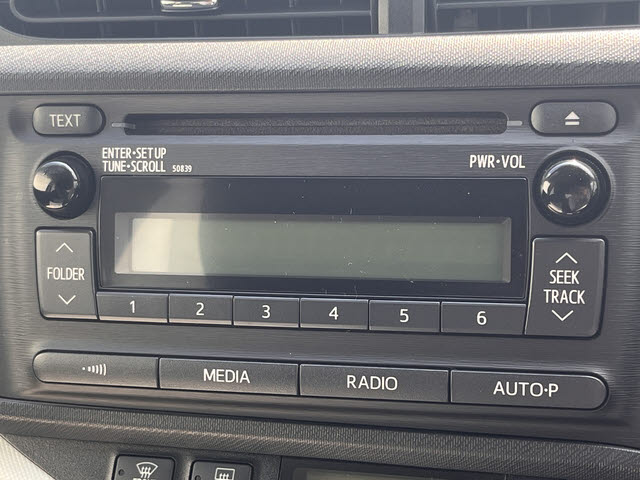 TEXT
ENTER•SETUP
TUNE•SCROLL 50839
PWR•VOL
FOLDER
SEEK
TRACK
1 2 3 4 5 6
MEDIA RADIO AUTO•P